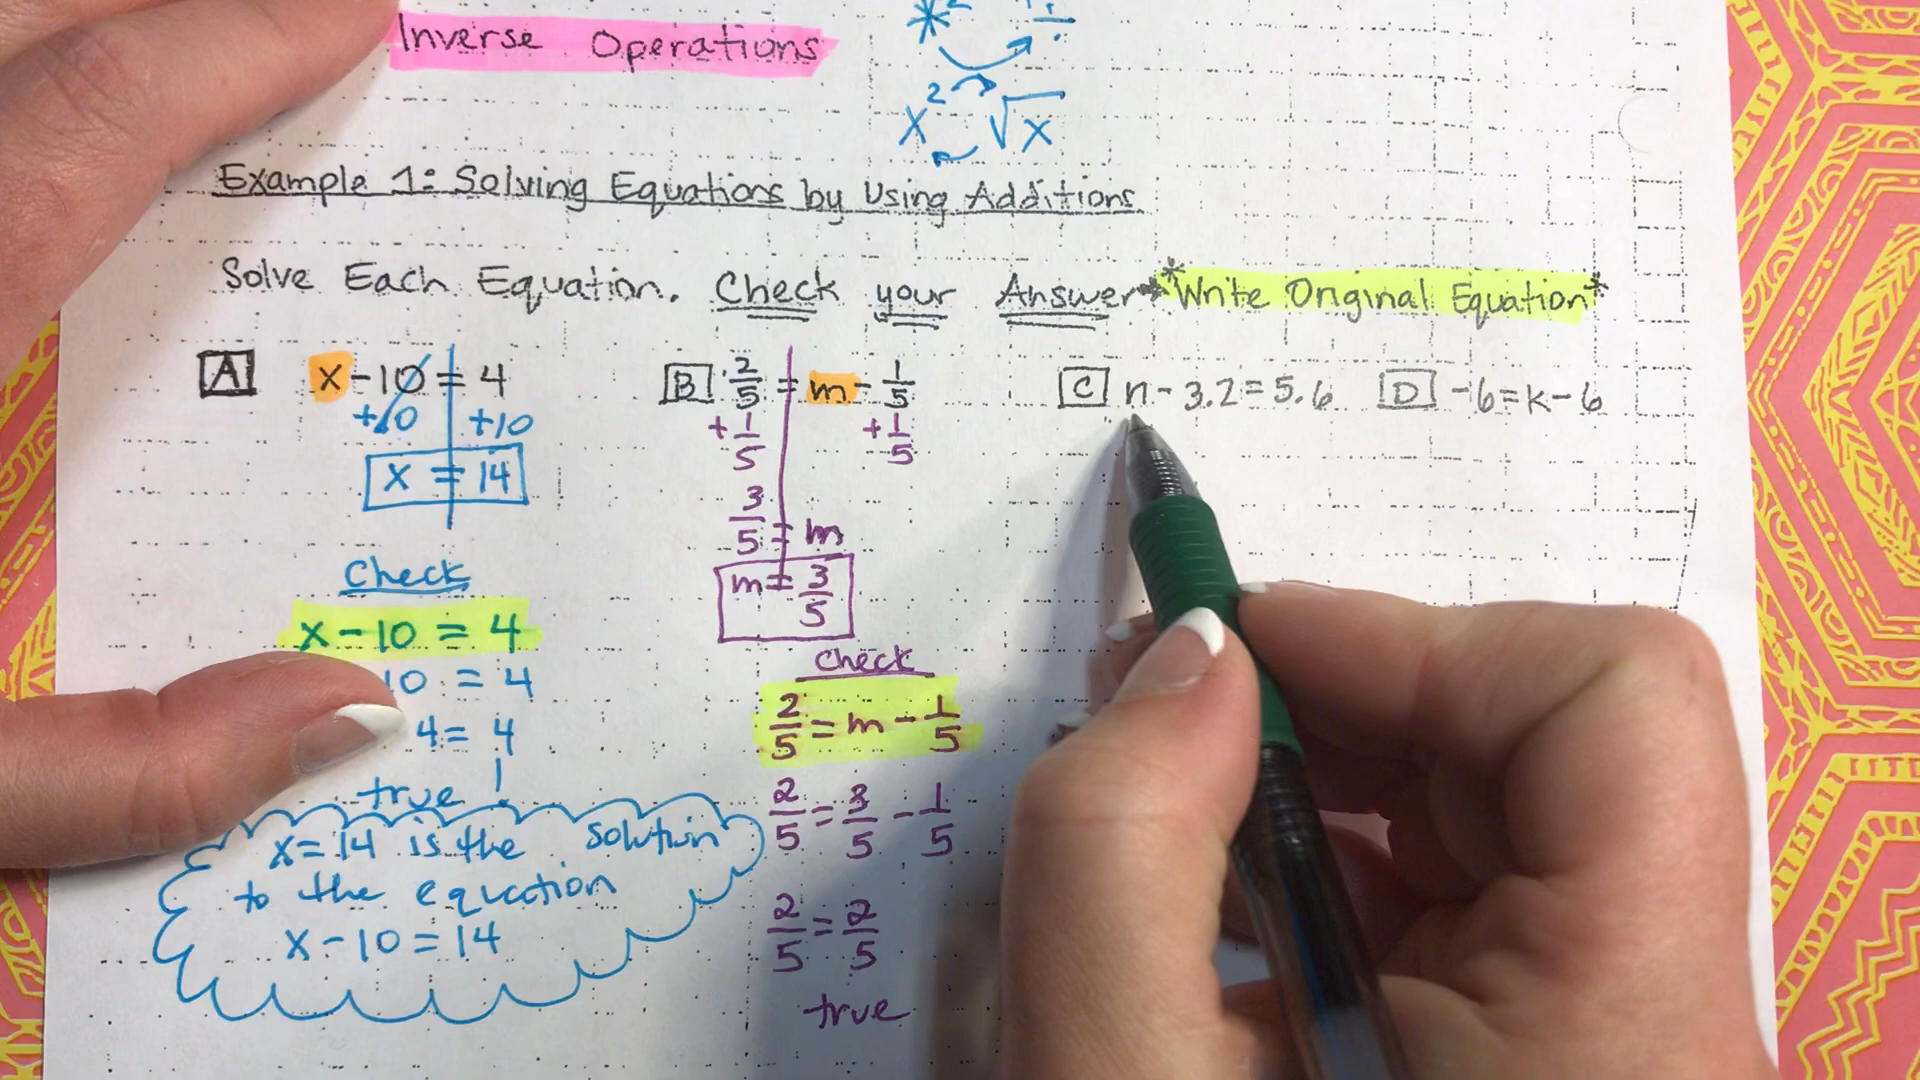 Inverse Operations
x² √x
Example 1: Solving Equations by Using Additions
Solve Each Equation. Check your Answer *Write Original Equation*
A x - 10 = 4
+10 +10
x = 14
Check
x - 10 = 4
10 = 4
4 = 4
true
x = 14 is the solution
to the equation
x - 10 = 14
B 2/5 = m - 1/5
+ 1/5 + 1/5
3/5 = m
m = 3/5
Check
2/5 = m - 1/5
2/5 = 3/5 - 1/5
2/5 = 2/5
true
C n - 3.2 = 5.6
D -6 = k - 6